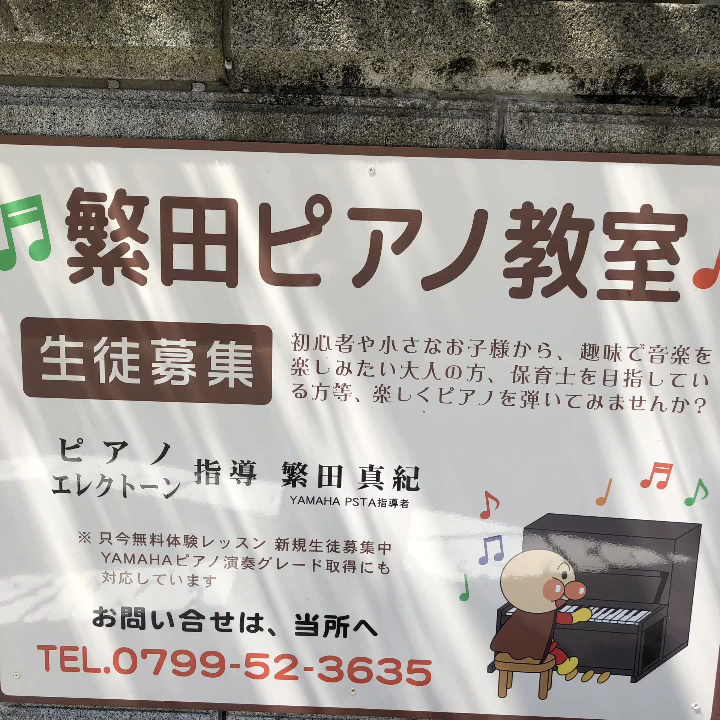 繁田ピアノ教室
生徒募集
初心者や小さなお子様から、趣味で音楽を
楽しみたい大人の方、保育士を目指してい
る方等、楽しくピアノを弾いてみませんか?
ピアノ
エレクトーン
指導 繁田真紀
YAMAHA PSTA指導者
※ 只今無料体験レッスン 新規生徒募集中
YAMAHAピアノ演奏グレード取得にも
対応しています
お問い合せは、当所へ
TEL.0799-52-3635